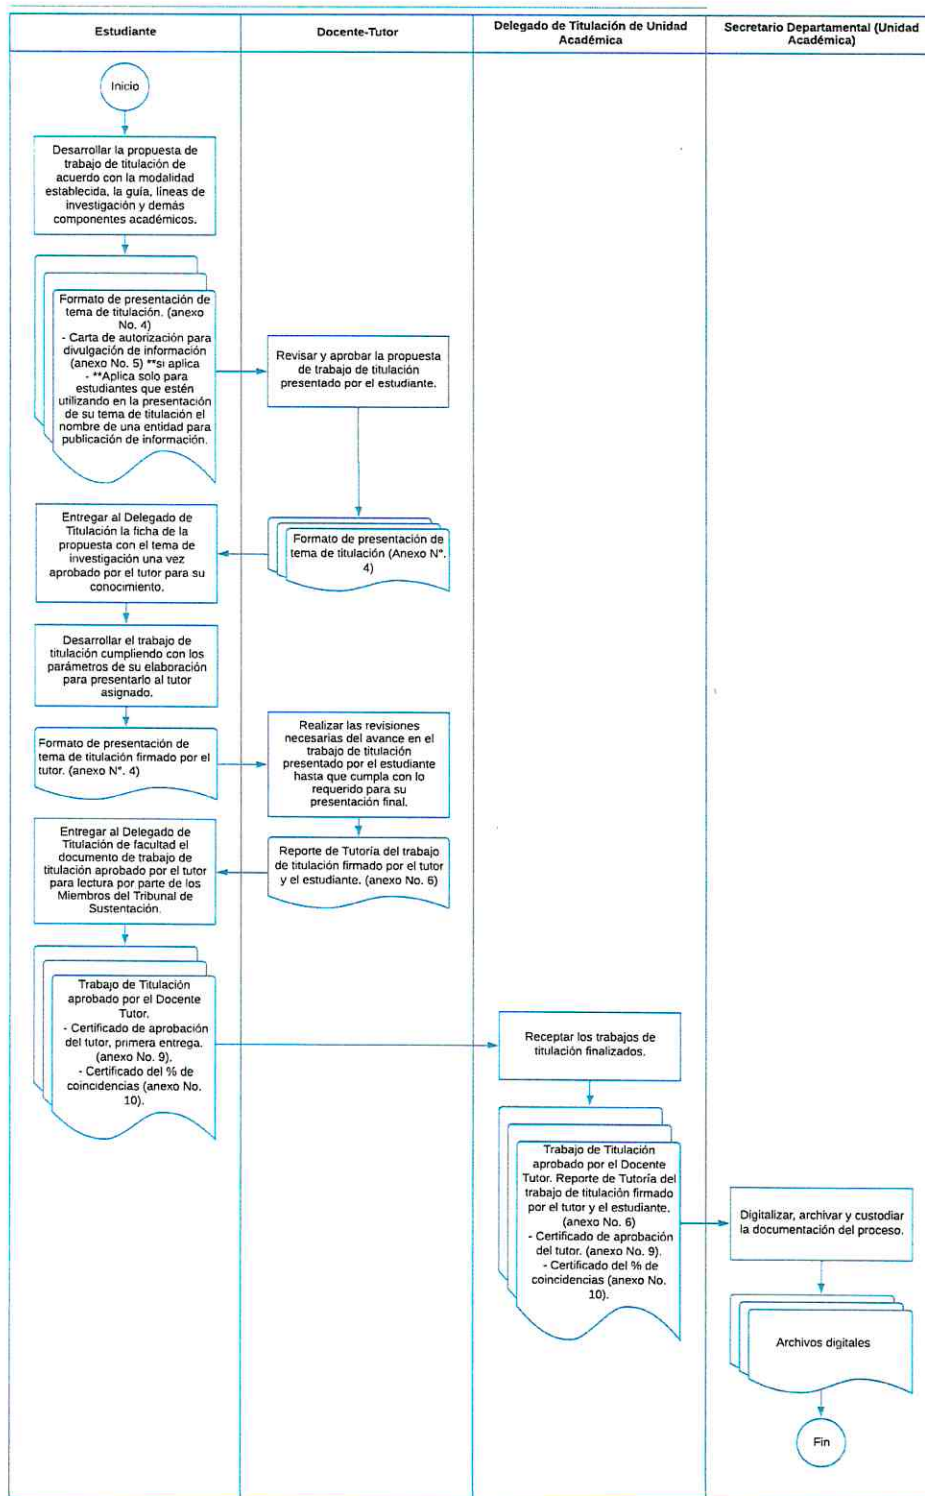 Estudiante
Docente-Tutor
Delegado de Titulación de Unidad
Académica
Secretario Departamental (Unidad
Académica)
Inicio
Desarrollar la propuesta de
trabajo de titulación de
acuerdo con la modalidad
establecida, la guía, líneas de
investigación y demás
componentes académicos.
Formato de presentación de
tema de titulación. (anexo
No. 4)
- Carta de autorización para
divulgación de información
(anexo No. 5) **si aplica
- **Aplica solo para
estudiantes que estén
utilizando en la presentación
de su tema de titulación el
nombre de una entidad para
publicación de información.
Revisar y aprobar la propuesta
de trabajo de titulación
presentado por el estudiante.
Formato de presentación de
tema de titulación (Anexo N°.
4)
Entregar al Delegado de
Titulación la ficha de la
propuesta con el tema de
investigación una vez
aprobado por el tutor para su
conocimiento.
Desarrollar el trabajo de
titulación cumpliendo con los
parámetros de su elaboración
para presentarlo al tutor
asignado.
Formato de presentación de
tema de titulación firmado por el
tutor. (anexo N°. 4)
Realizar las revisiones
necesarias del avance en el
trabajo de titulación
presentado por el estudiante
hasta que cumpla con lo
requerido para su
presentación final.
Reporte de Tutoría del trabajo
de titulación firmado por el tutor
y el estudiante. (anexo No. 6)
Entregar al Delegado de
Titulación de facultad el
documento de trabajo de
titulación aprobado por el tutor
para lectura por parte de los
Miembros del Tribunal de
Sustentación.
Trabajo de Titulación
aprobado por el Docente
Tutor.
- Certificado de aprobación
del tutor, primera entrega.
(anexo No. 9).
- Certificado del % de
coincidencias (anexo No.
10).
Receptar los trabajos de
titulación finalizados.
Trabajo de Titulación
aprobado por el Docente
Tutor. Reporte de Tutoría del
trabajo de titulación firmado
por el tutor y el estudiante.
(anexo No. 6)
- Certificado de aprobación
del tutor. (anexo No. 9).
- Certificado del % de
coincidencias (anexo No.
10).
Digitalizar, archivar y custodiar
la documentación del proceso.
Archivos digitales
Fin